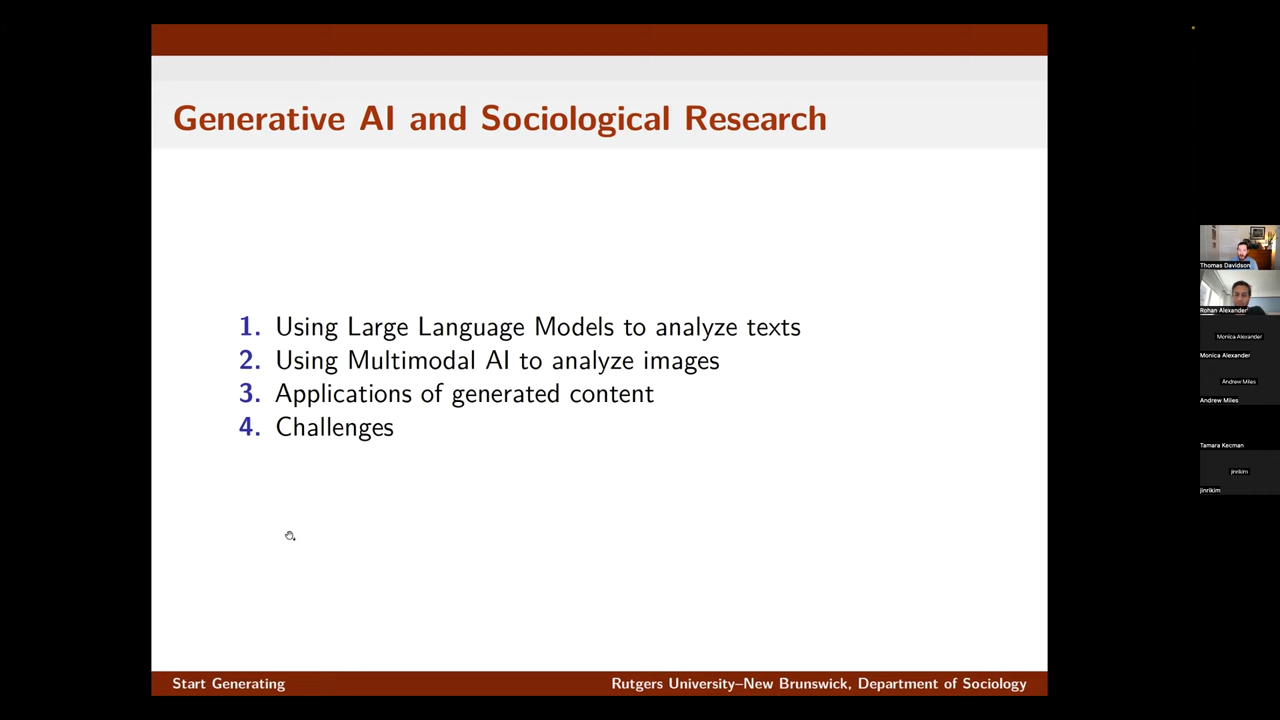 Generative AI and Sociological Research
1. Using Large Language Models to analyze texts
2. Using Multimodal AI to analyze images
3. Applications of generated content
4. Challenges
Start Generating
Rutgers University–New Brunswick, Department of Sociology
Thomas Davidson
Rohan Alexander
Monica Alexander
Monica Alexander
Andrew Miles
Andrew Miles
Tamara Kecman
jinrikim
jinrikim